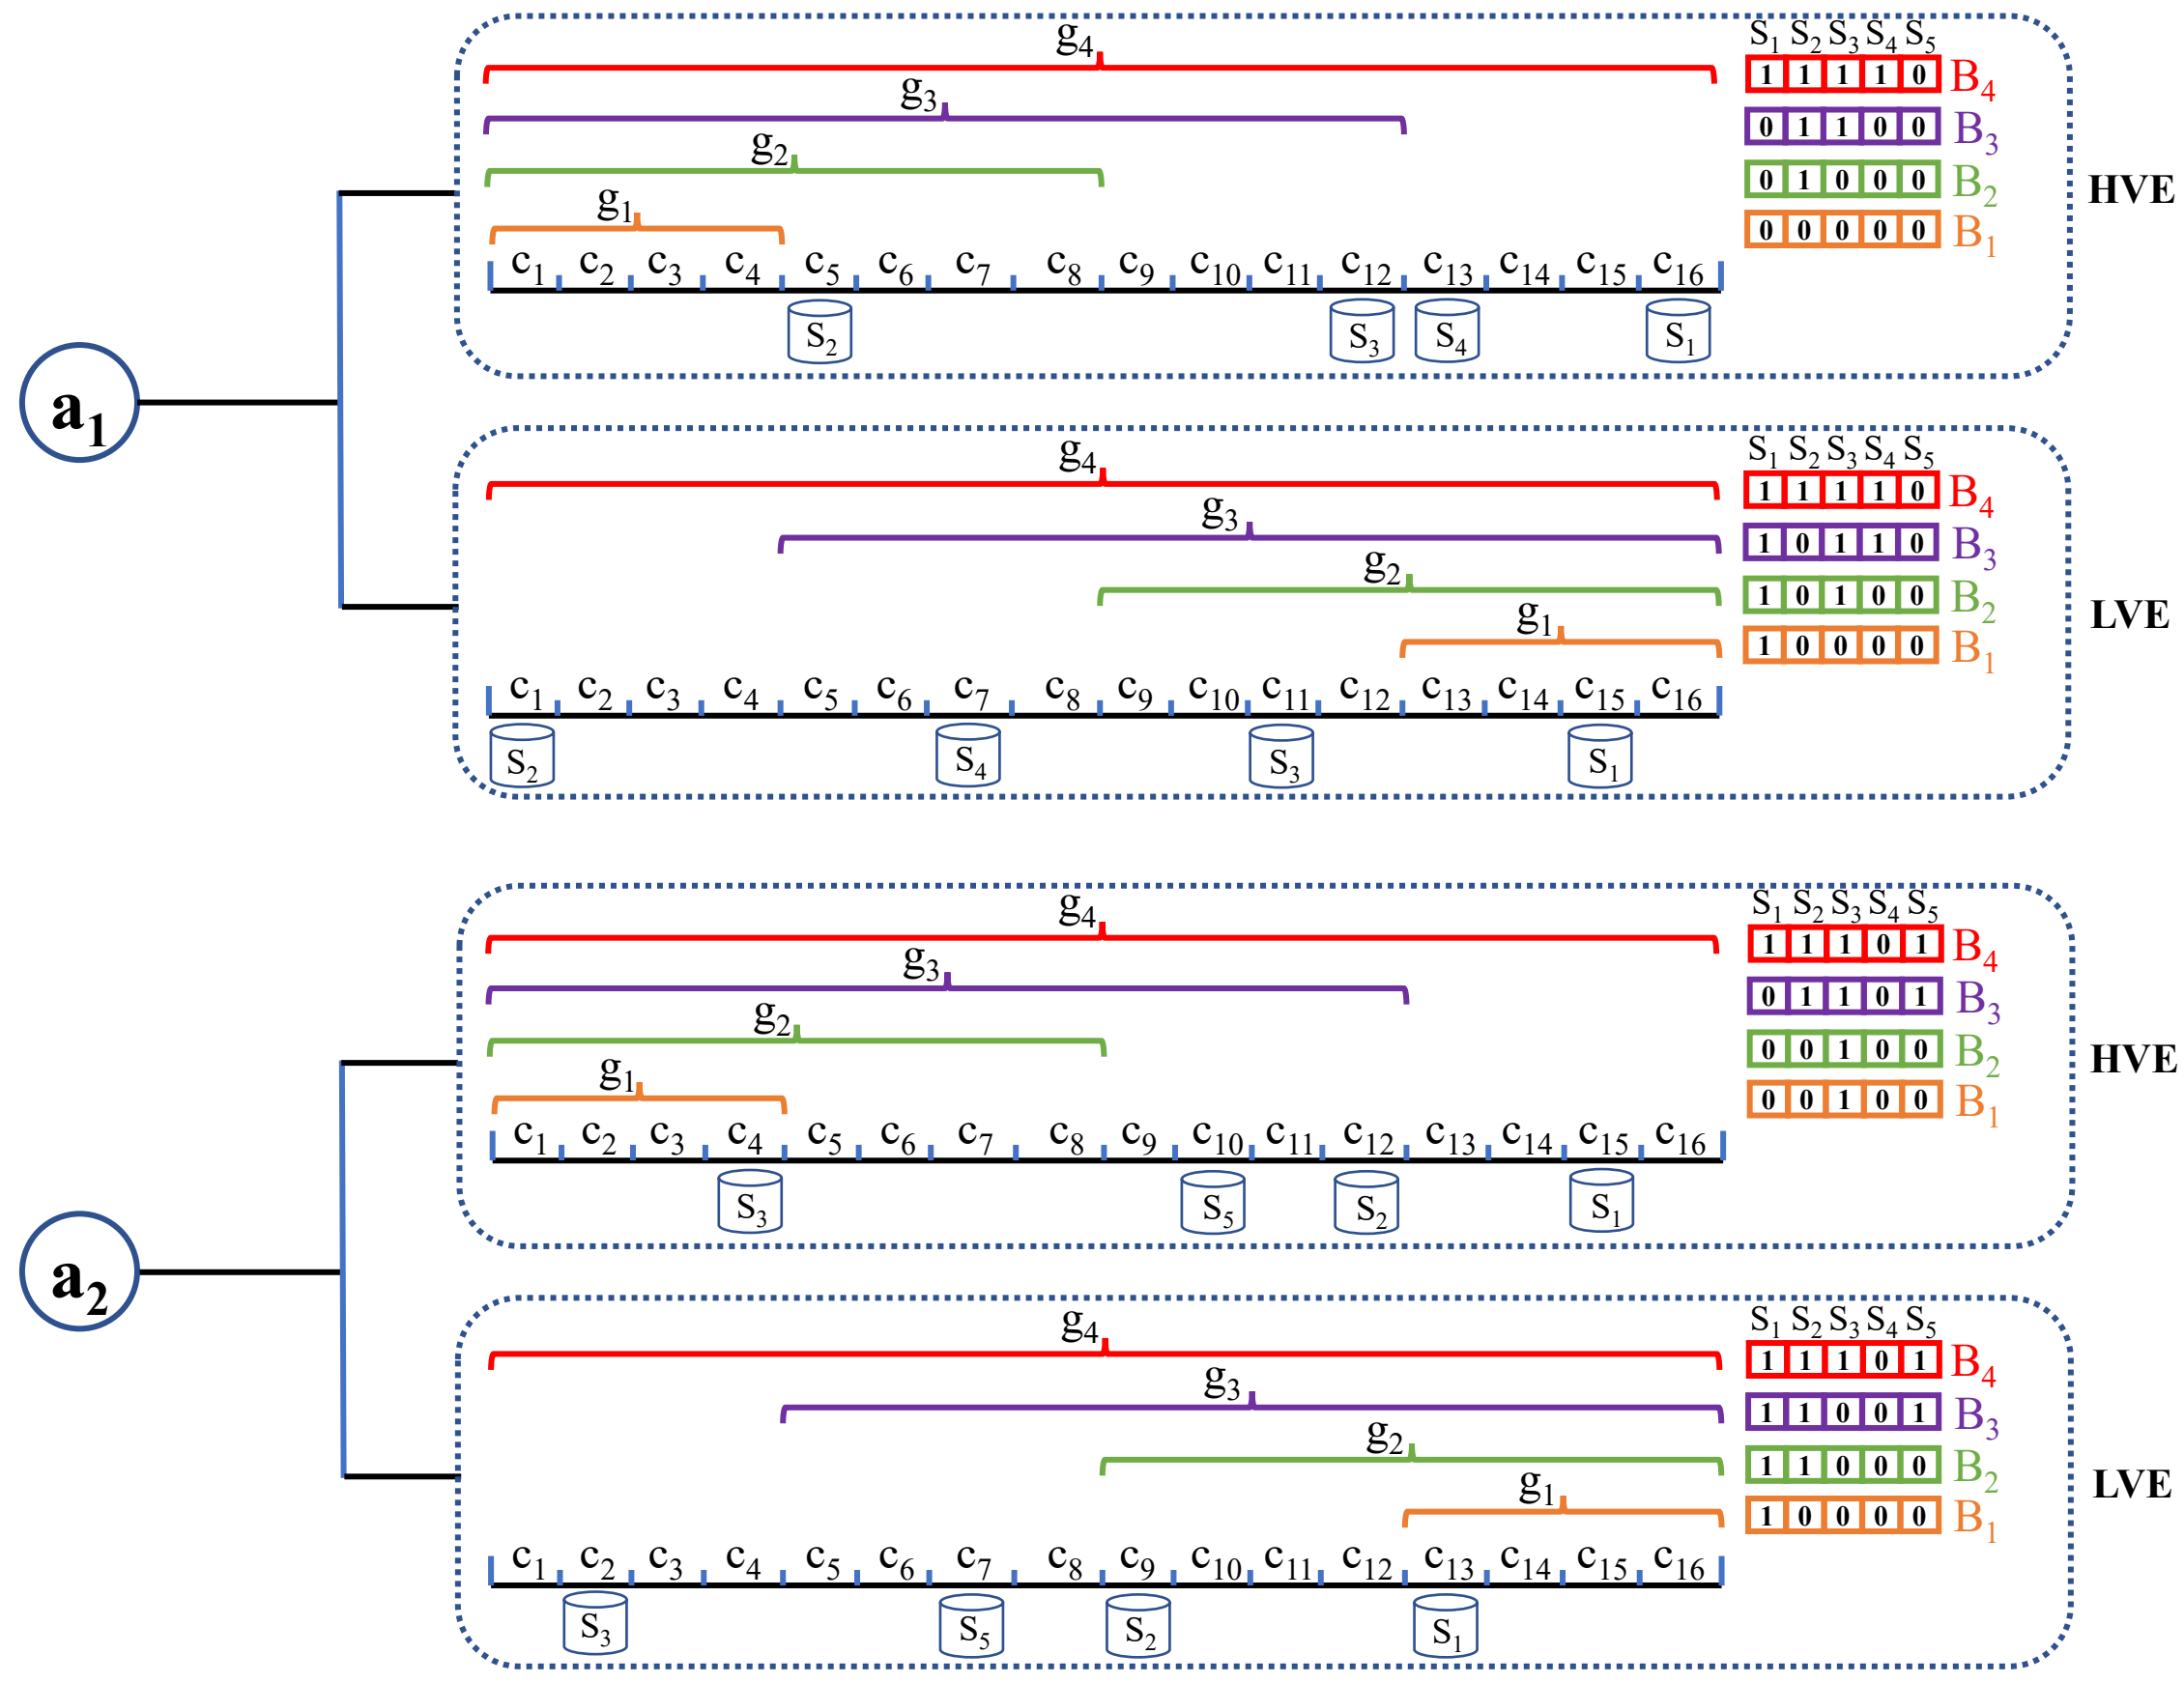 g4 S1 S2 S3 S4 S5
1 1 1 1 0 B4
g3 0 1 1 0 0 B3
g2 0 1 0 0 0 B2
HVE
g1 0 0 0 0 0 B1
c1 c2 c3 c4 c5 c6 c7 c8 c9 c10 c11 c12 c13 c14 c15 c16
S2 S3 S4 S1
a1
g4 S1 S2 S3 S4 S5
1 1 1 1 0 B4
g3 1 0 1 1 0 B3
g2 1 0 1 0 0 B2
LVE
g1 1 0 0 0 0 B1
c1 c2 c3 c4 c5 c6 c7 c8 c9 c10 c11 c12 c13 c14 c15 c16
S2 S4 S3 S1
g4 S1 S2 S3 S4 S5
1 1 1 0 1 B4
g3 0 1 1 0 1 B3
g2 0 0 1 0 0 B2
HVE
g1 0 0 1 0 0 B1
c1 c2 c3 c4 c5 c6 c7 c8 c9 c10 c11 c12 c13 c14 c15 c16
S3 S5 S2 S1
a2
g4 S1 S2 S3 S4 S5
1 1 1 0 1 B4
g3 1 1 0 0 1 B3
g2 1 1 0 0 0 B2
LVE
g1 1 0 0 0 0 B1
c1 c2 c3 c4 c5 c6 c7 c8 c9 c10 c11 c12 c13 c14 c15 c16
S3 S5 S2 S1